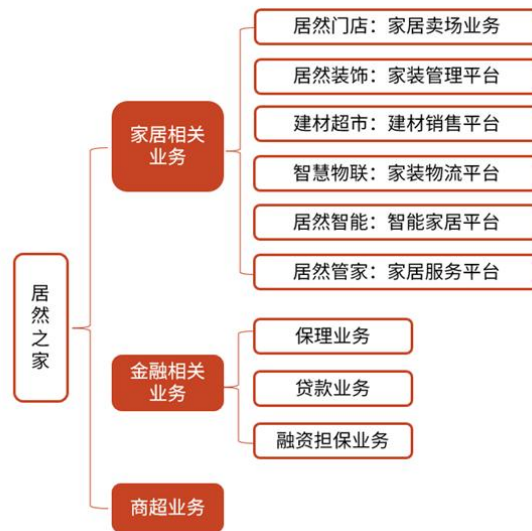 居然门店：家居卖场业务
居然装饰：家装管理平台
家居相关
业务
建材超市：建材销售平台
智慧物联：家装物流平台
居然智能：智能家居平台
居然管家：家居服务平台
居
然
之
家
保理业务
金融相关
业务
贷款业务
融资担保业务
商超业务